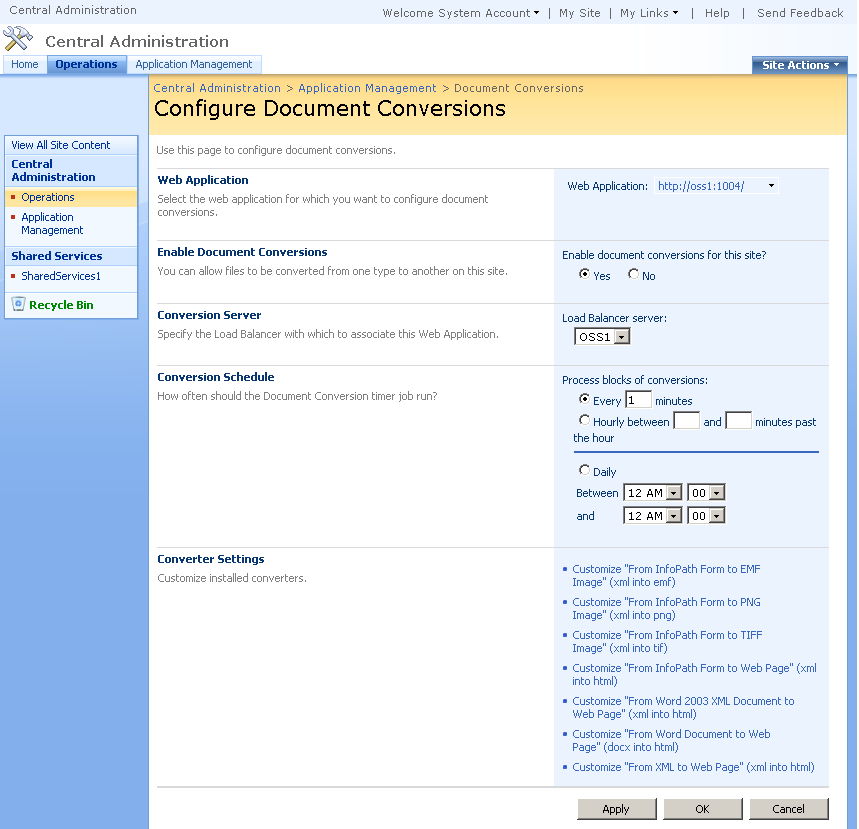 Central Administration
Welcome System Account | My Site | My Links | Help | Send Feedback
Central Administration
Home Operations Application Management Site Actions
Central Administration > Application Management > Document Conversions
Configure Document Conversions
View All Site Content
Central
Administration
Operations
Application
Management
Shared Services
SharedServices1
Recycle Bin
Use this page to configure document conversions.
Web Application
Select the web application for which you want to configure document
conversions.
Web Application: http://oss1:1004/
Enable Document Conversions
You can allow files to be converted from one type to another on this site.
Enable document conversions for this site?
Yes No
Conversion Server
Specify the Load Balancer with which to associate this Web Application.
Load Balancer server:
OSS1
Conversion Schedule
How often should the Document Conversion timer job run?
Process blocks of conversions:
Every 1 minutes
Hourly between and minutes past
the hour
Daily
Between 12 AM 00
and 12 AM 00
Converter Settings
Customize installed converters.
Customize "From InfoPath Form to EMF
Image" (xml into emf)
Customize "From InfoPath Form to PNG
Image" (xml into png)
Customize "From InfoPath Form to TIFF
Image" (xml into tif)
Customize "From InfoPath Form to Web Page" (xml
into html)
Customize "From Word 2003 XML Document to
Web Page" (xml into html)
Customize "From Word Document to Web
Page" (docx into html)
Customize "From XML to Web Page" (xml into html)
Apply OK Cancel